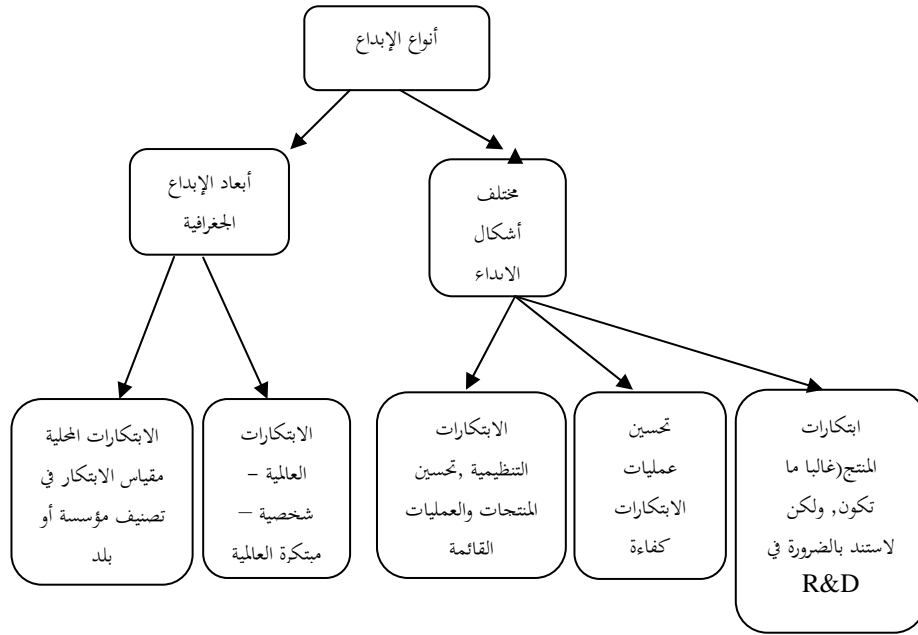 أنواع الإبداع
مختلف
أشكال
الابداع
أبعاد الإبداع
الجغرافية
ابتكارات
المنتج(غالبا ما
تكون, ولكن
لاستند بالضرورة في
R&D
تحسين
عمليات
الابتكارات
كفاءة
الابتكارات
التنظيمية ,تحسين
المنتجات والعمليات
القائمة
الابتكارات
العالمية –
شخصية –
مبتكرة العالمية
الابتكارات المحلية
مقياس الابتكار في
تصنيف مؤسسة أو
بلد